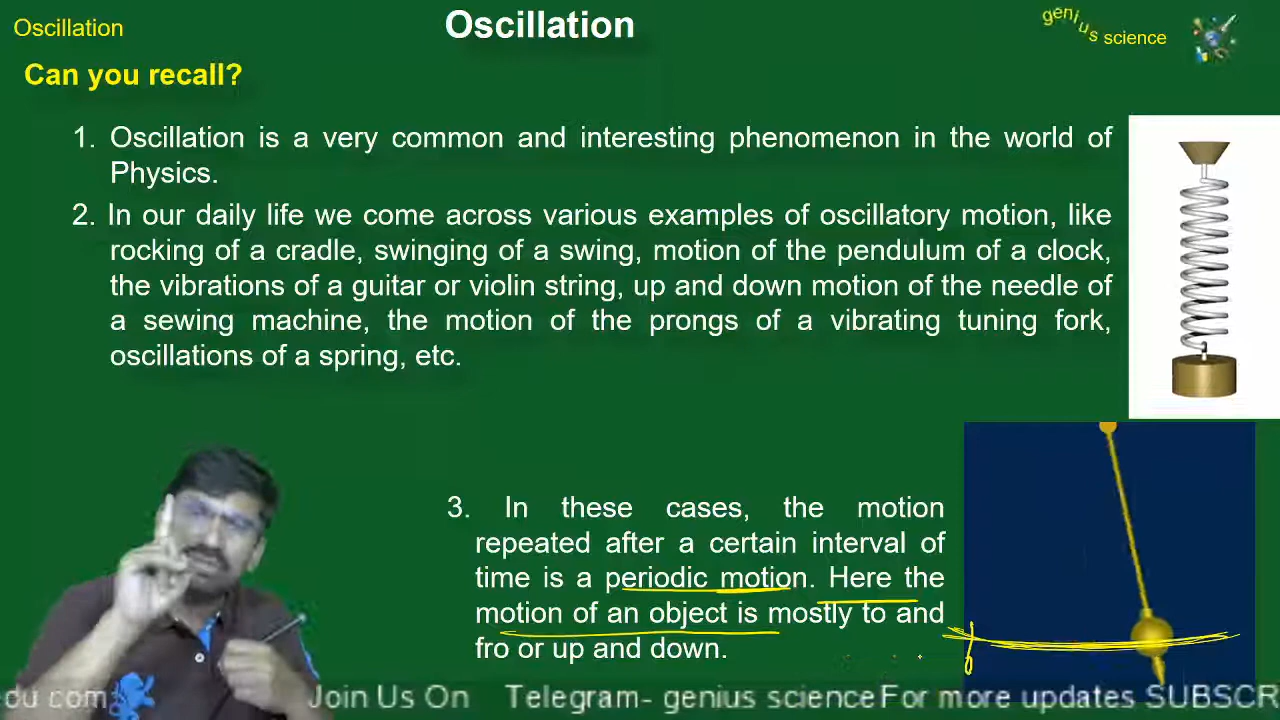 Oscillation
Oscillation
genius science
Can you recall?
1. Oscillation is a very common and interesting phenomenon in the world of
Physics.
2. In our daily life we come across various examples of oscillatory motion, like
rocking of a cradle, swinging of a swing, motion of the pendulum of a clock,
the vibrations of a guitar or violin string, up and down motion of the needle of
a sewing machine, the motion of the prongs of a vibrating tuning fork,
oscillations of a spring, etc.
3. In these cases, the motion
repeated after a certain interval of
time is a periodic motion. Here the
motion of an object is mostly to and
fro or up and down.
edu com Join Us On Telegram- genius scienceFor more updates SUBSCR